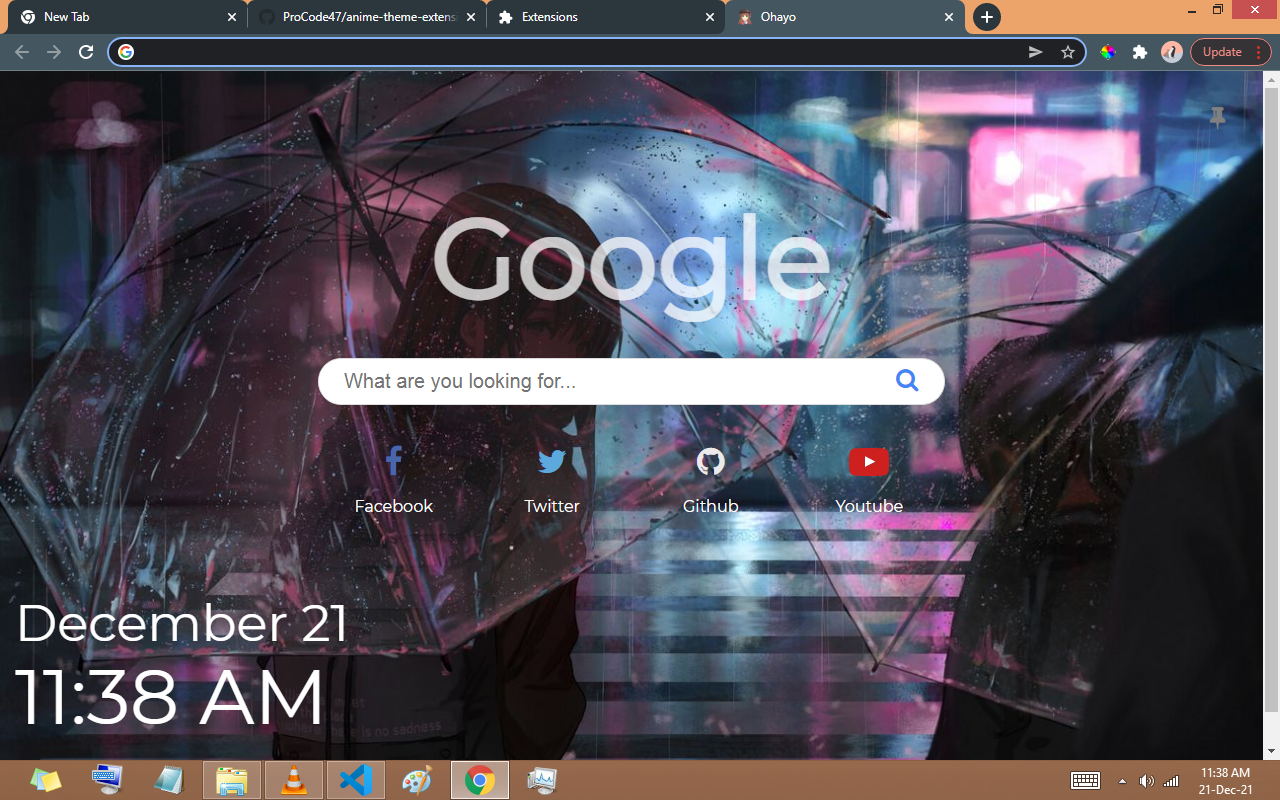 New Tab
ProCode47/anime-theme-extens
Extensions
Ohayo
Update
Google
What are you looking for...
Facebook
Twitter
Github
Youtube
December 21
11:38 AM
there is no sadness
11:38 AM
21-Dec-21